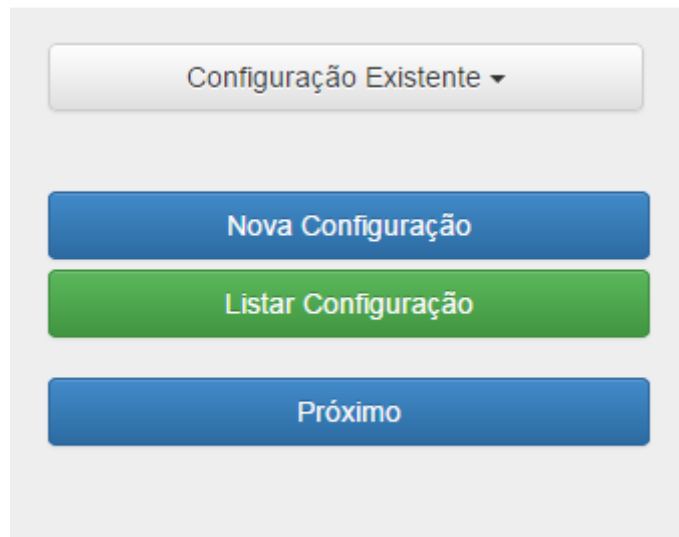 Configuração Existente
Nova Configuração
Listar Configuração
Próximo